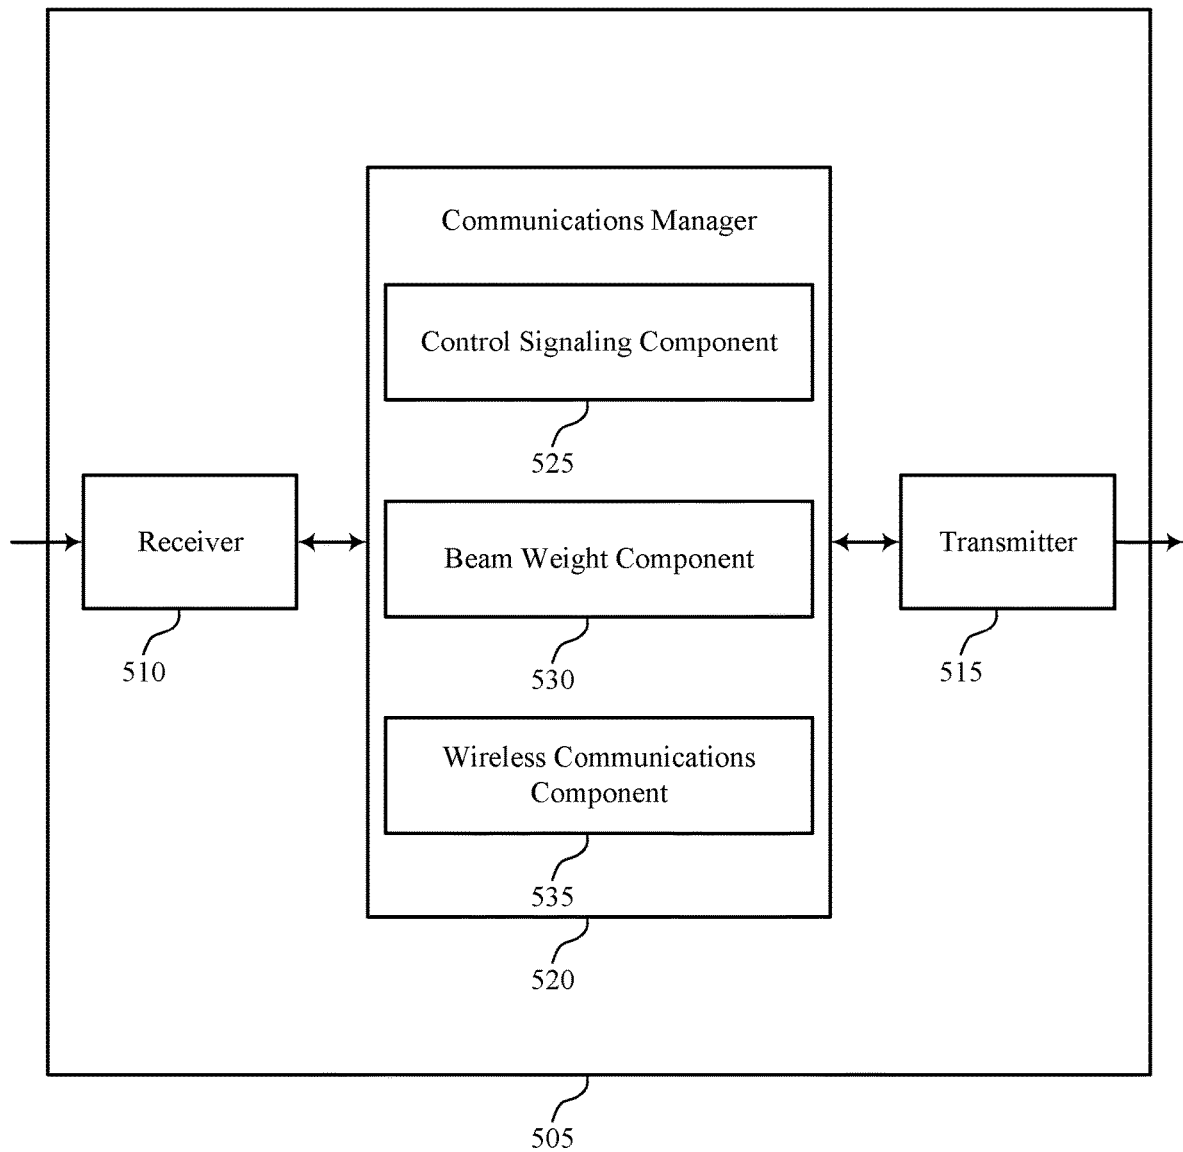 Communications Manager
Control Signaling Component
525
Receiver
510
Beam Weight Component
530
Transmitter
515
Wireless Communications
Component
535
520
505